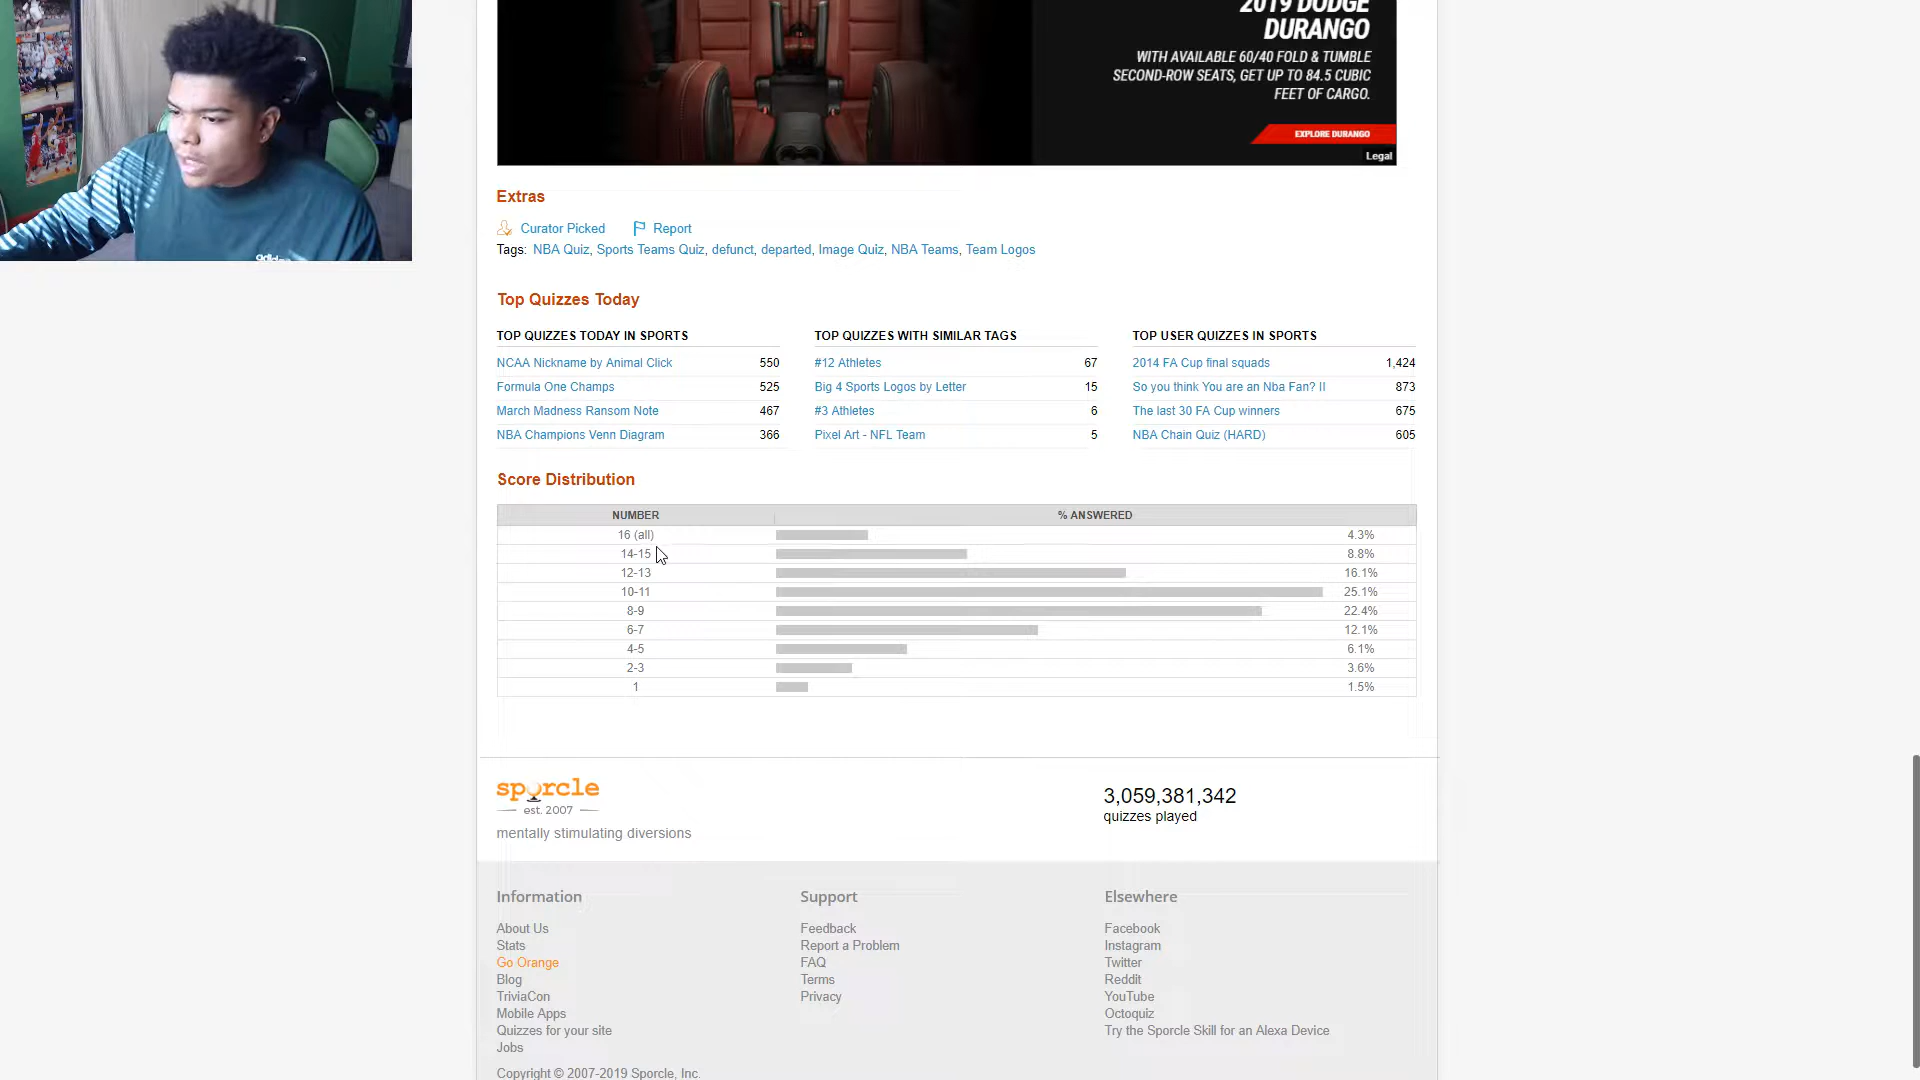 2019 DODGE
DURANGO
WITH AVAILABLE 60/40 FOLD & TUMBLE
SECOND-ROW SEATS, GET UP TO 84.5 CUBIC
FEET OF CARGO.
EXPLORE DURANGO
Legal
Extras
Curator Picked Report
Tags: NBA Quiz, Sports Teams Quiz, defunct, departed, Image Quiz, NBA Teams, Team Logos
Top Quizzes Today
TOP QUIZZES TODAY IN SPORTS
NCAA Nickname by Animal Click 550
Formula One Champs 525
March Madness Ransom Note 467
NBA Champions Venn Diagram 366
TOP QUIZZES WITH SIMILAR TAGS
#12 Athletes 67
Big 4 Sports Logos by Letter 15
#3 Athletes 6
Pixel Art - NFL Team 5
TOP USER QUIZZES IN SPORTS
2014 FA Cup final squads 1,424
So you think You are an Nba Fan? II 873
The last 30 FA Cup winners 675
NBA Chain Quiz (HARD) 605
Score Distribution
NUMBER % ANSWERED
16 (all) 4.3%
14-15 8.8%
12-13 16.1%
10-11 25.1%
8-9 22.4%
6-7 12.1%
4-5 6.1%
2-3 3.6%
1 1.5%
sporcle
est. 2007
mentally stimulating diversions
3,059,381,342
quizzes played
Information
About Us
Stats
Go Orange
Blog
TriviaCon
Mobile Apps
Quizzes for your site
Jobs
Support
Feedback
Report a Problem
FAQ
Terms
Privacy
Elsewhere
Facebook
Instagram
Twitter
Reddit
YouTube
Octoquiz
Try the Sporcle Skill for an Alexa Device
Copyright © 2007-2019 Sporcle, Inc.
adidas